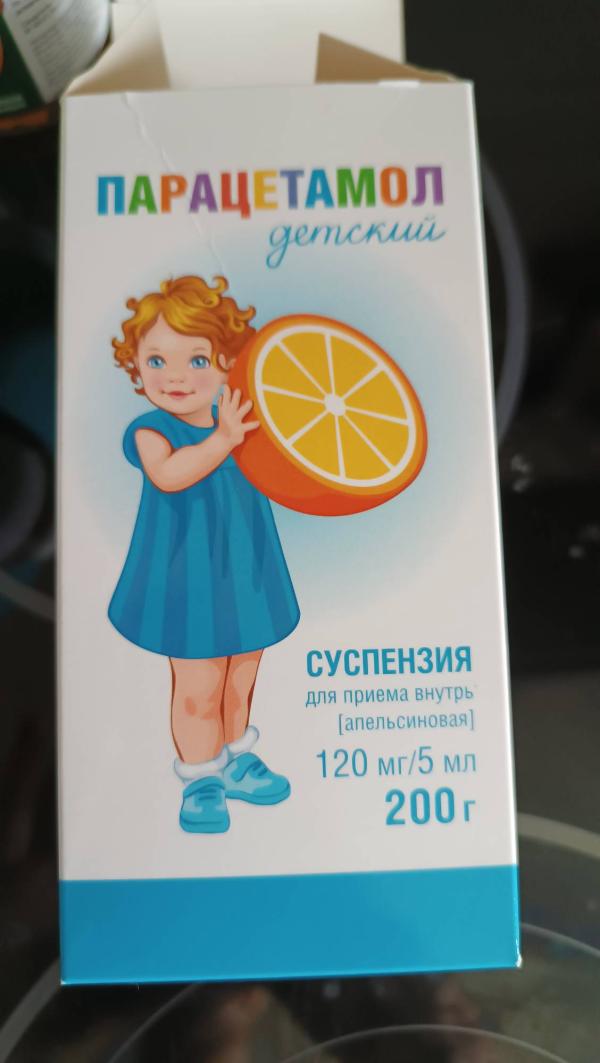 ПАРАЦЕТАМОЛ
детский
СУСПЕНЗИЯ
для приема внутрь
[апельсиновая]
120 мг/5 мл
200 г